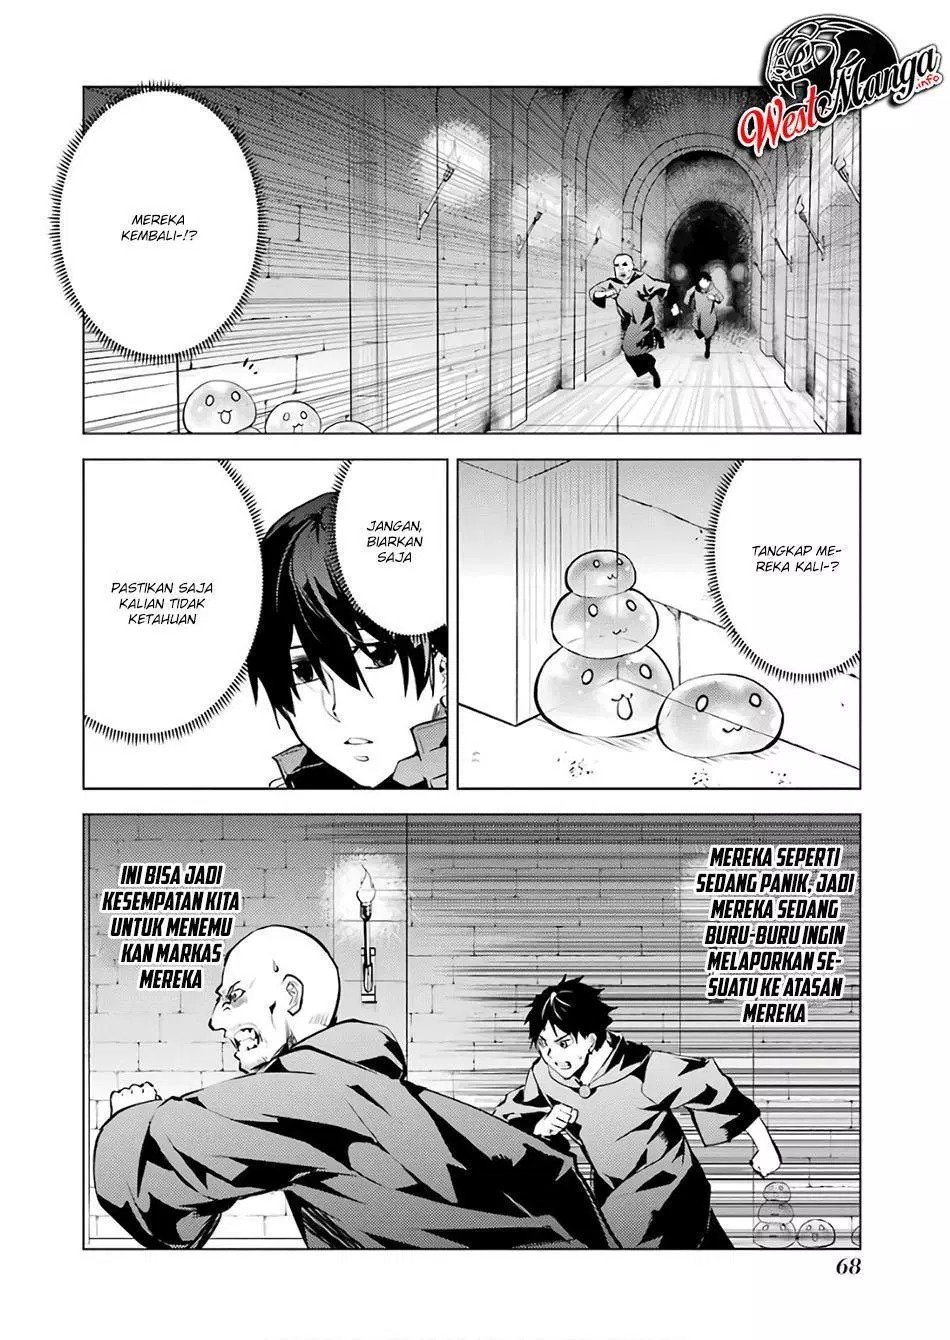 WestManga
.info
MEREKA
KEMBALI-!?
TANGKAP ME-
REKA KALI-?
JANGAN,
BIARKAN
SAJA
PASTIKAN SAJA
KALIAN TIDAK
KETAHUAN
MEREKA SEPERTI
SEDANG PANIK, JADI
MEREKA SEDANG
BURU-BURU INGIN
MELAPORKAN SE-
SUATU KE ATASAN
MEREKA
INI BISA JADI
KESEMPATAN KITA
UNTUK MENEMU
KAN MARKAS
MEREKA
68